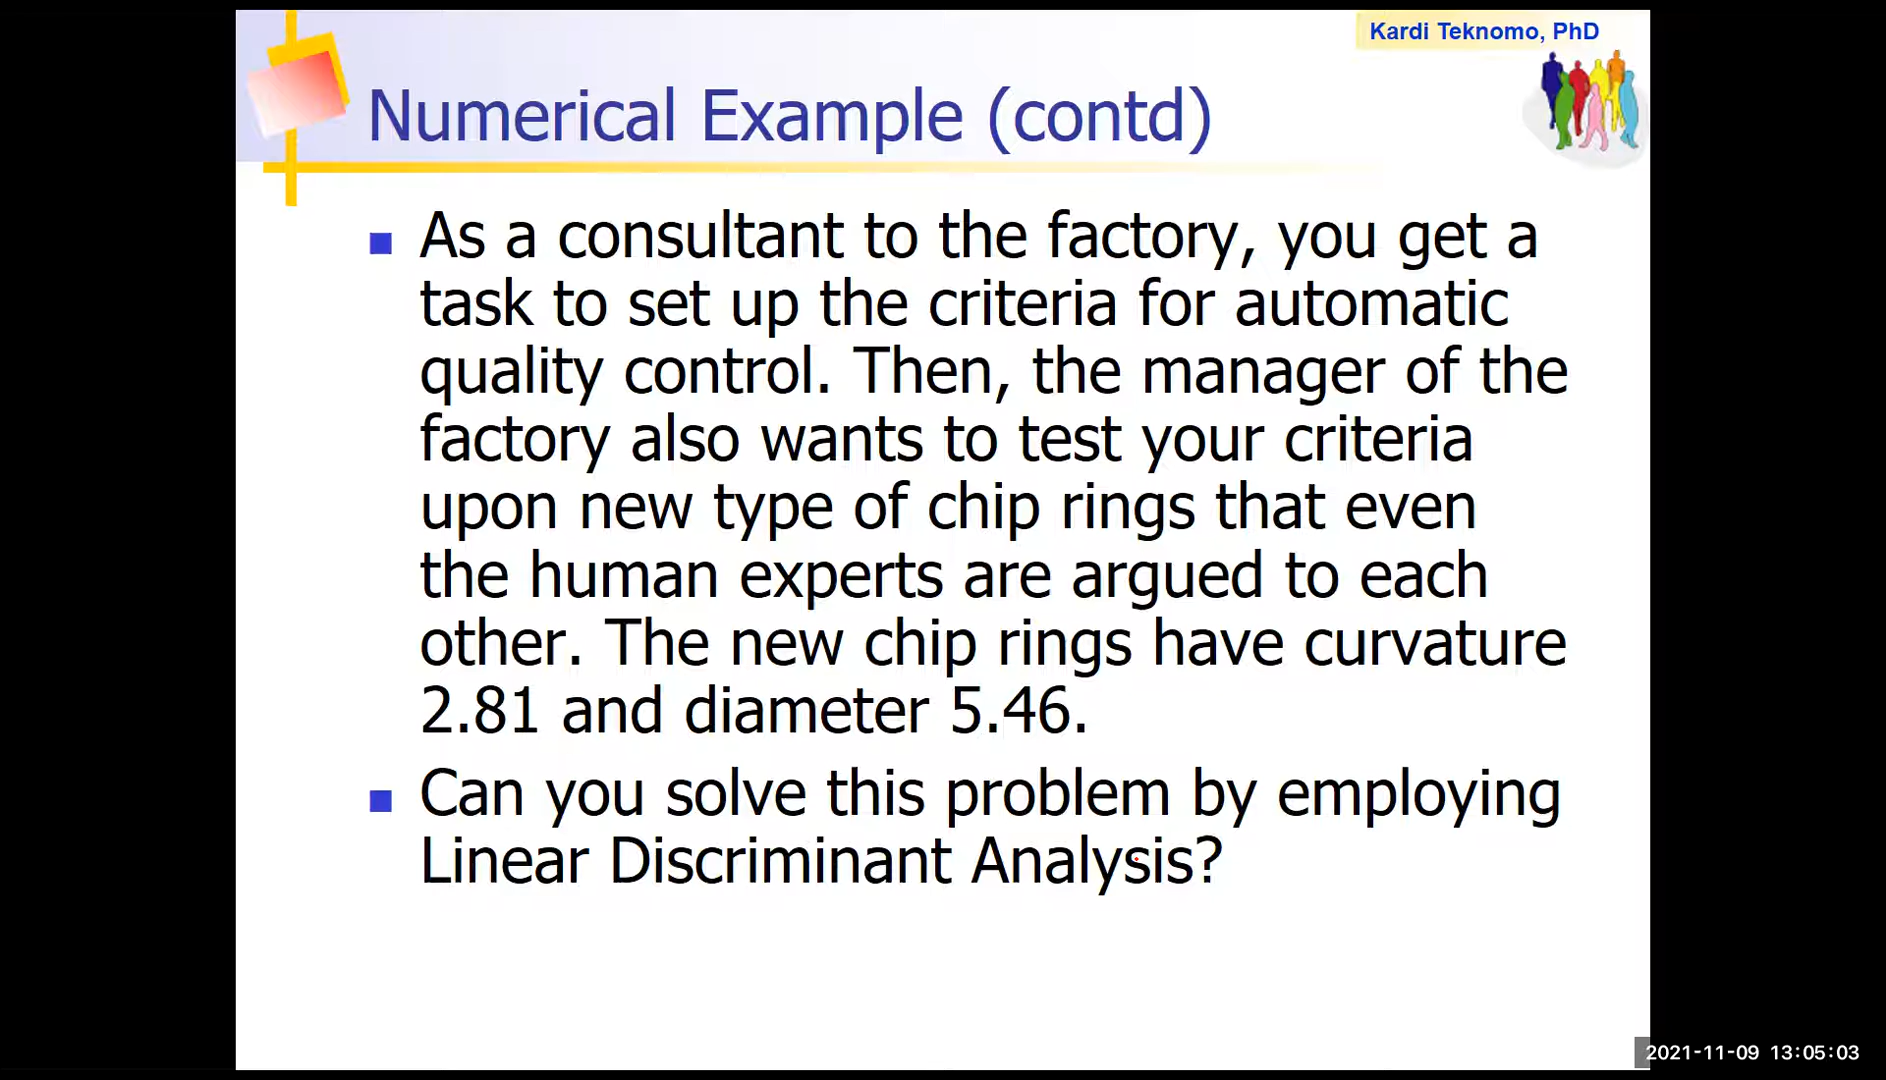 Kardi Teknomo, PhD
Numerical Example (contd)
As a consultant to the factory, you get a
task to set up the criteria for automatic
quality control. Then, the manager of the
factory also wants to test your criteria
upon new type of chip rings that even
the human experts are argued to each
other. The new chip rings have curvature
2.81 and diameter 5.46.
Can you solve this problem by employing
Linear Discriminant Analysis?
2021-11-09 13:05:03